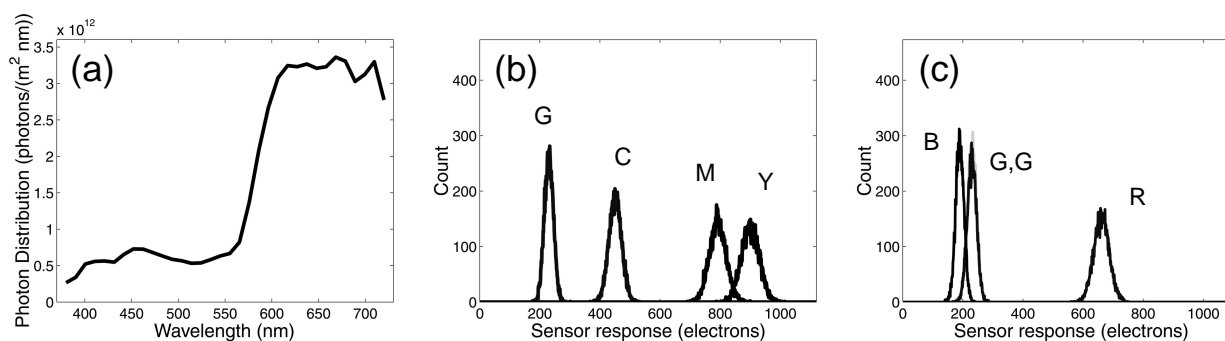 (a)
x 10^12
3.5
3
2.5
2
1.5
1
0.5
0
400 450 500 550 600 650 700
Wavelength (nm)
Photon Distribution (photons/(m² nm))
(b)
400
300
200
100
0
G
C
M
Y
0 200 400 600 800 1000
Sensor response (electrons)
Count
(c)
400
300
200
100
0
B
G,G
R
0 200 400 600 800 1000
Sensor response (electrons)
Count